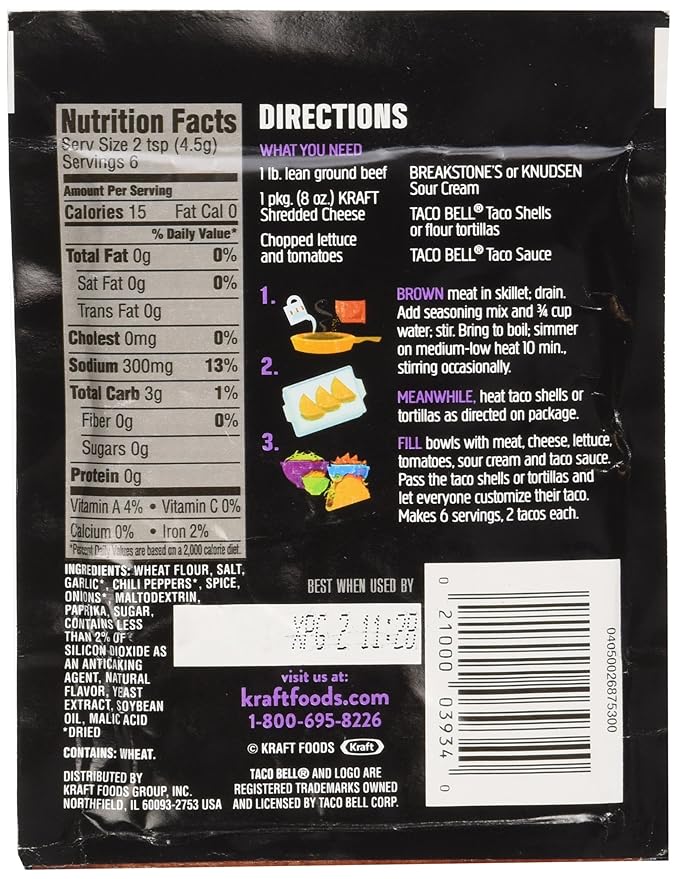 Nutrition Facts
Serv Size 2 tsp (4.5g)
Servings 6
Amount Per Serving
Calories 15 Fat Cal 0
% Daily Value*
Total Fat 0g 0%
Sat Fat 0g 0%
Trans Fat 0g
Cholest 0mg 0%
Sodium 300mg 13%
Total Carb 3g 1%
Fiber 0g 0%
Sugars 0g
Protein 0g
Vitamin A 4% • Vitamin C 0%
Calcium 0% • Iron 2%
*Percent Daily Values are based on a 2,000 calorie diet.
INGREDIENTS: WHEAT FLOUR, SALT,
GARLIC*, CHILI PEPPERS*, SPICE,
ONIONS*, MALTODEXTRIN,
PAPRIKA, SUGAR,
CONTAINS LESS
THAN 2% OF
SILICON DIOXIDE AS
AN ANTICAKING
AGENT, NATURAL
FLAVOR, YEAST
EXTRACT, SOYBEAN
OIL, MALIC ACID
*DRIED
CONTAINS: WHEAT.
DISTRIBUTED BY
KRAFT FOODS GROUP, INC.
NORTHFIELD, IL 60093-2753 USA
DIRECTIONS
WHAT YOU NEED
1 lb. lean ground beef
1 pkg. (8 oz.) KRAFT
Shredded Cheese
Chopped lettuce
and tomatoes
BREAKSTONE'S or KNUDSEN
Sour Cream
TACO BELL® Taco Shells
or flour tortillas
TACO BELL® Taco Sauce
1.
BROWN meat in skillet; drain.
Add seasoning mix and ¾ cup
water; stir. Bring to boil; simmer
on medium-low heat 10 min.,
stirring occasionally.
2.
MEANWHILE, heat taco shells or
tortillas as directed on package.
3.
FILL bowls with meat, cheese, lettuce,
tomatoes, sour cream and taco sauce.
Pass the taco shells or tortillas and
let everyone customize their taco.
Makes 6 servings, 2 tacos each.
BEST WHEN USED BY
XPG 2 11:28
visit us at:
kraftfoods.com
1-800-695-8226
© KRAFT FOODS Kraft
TACO BELL® AND LOGO ARE
REGISTERED TRADEMARKS OWNED
AND LICENSED BY TACO BELL CORP.
0 21000 03934 0
04050026875300